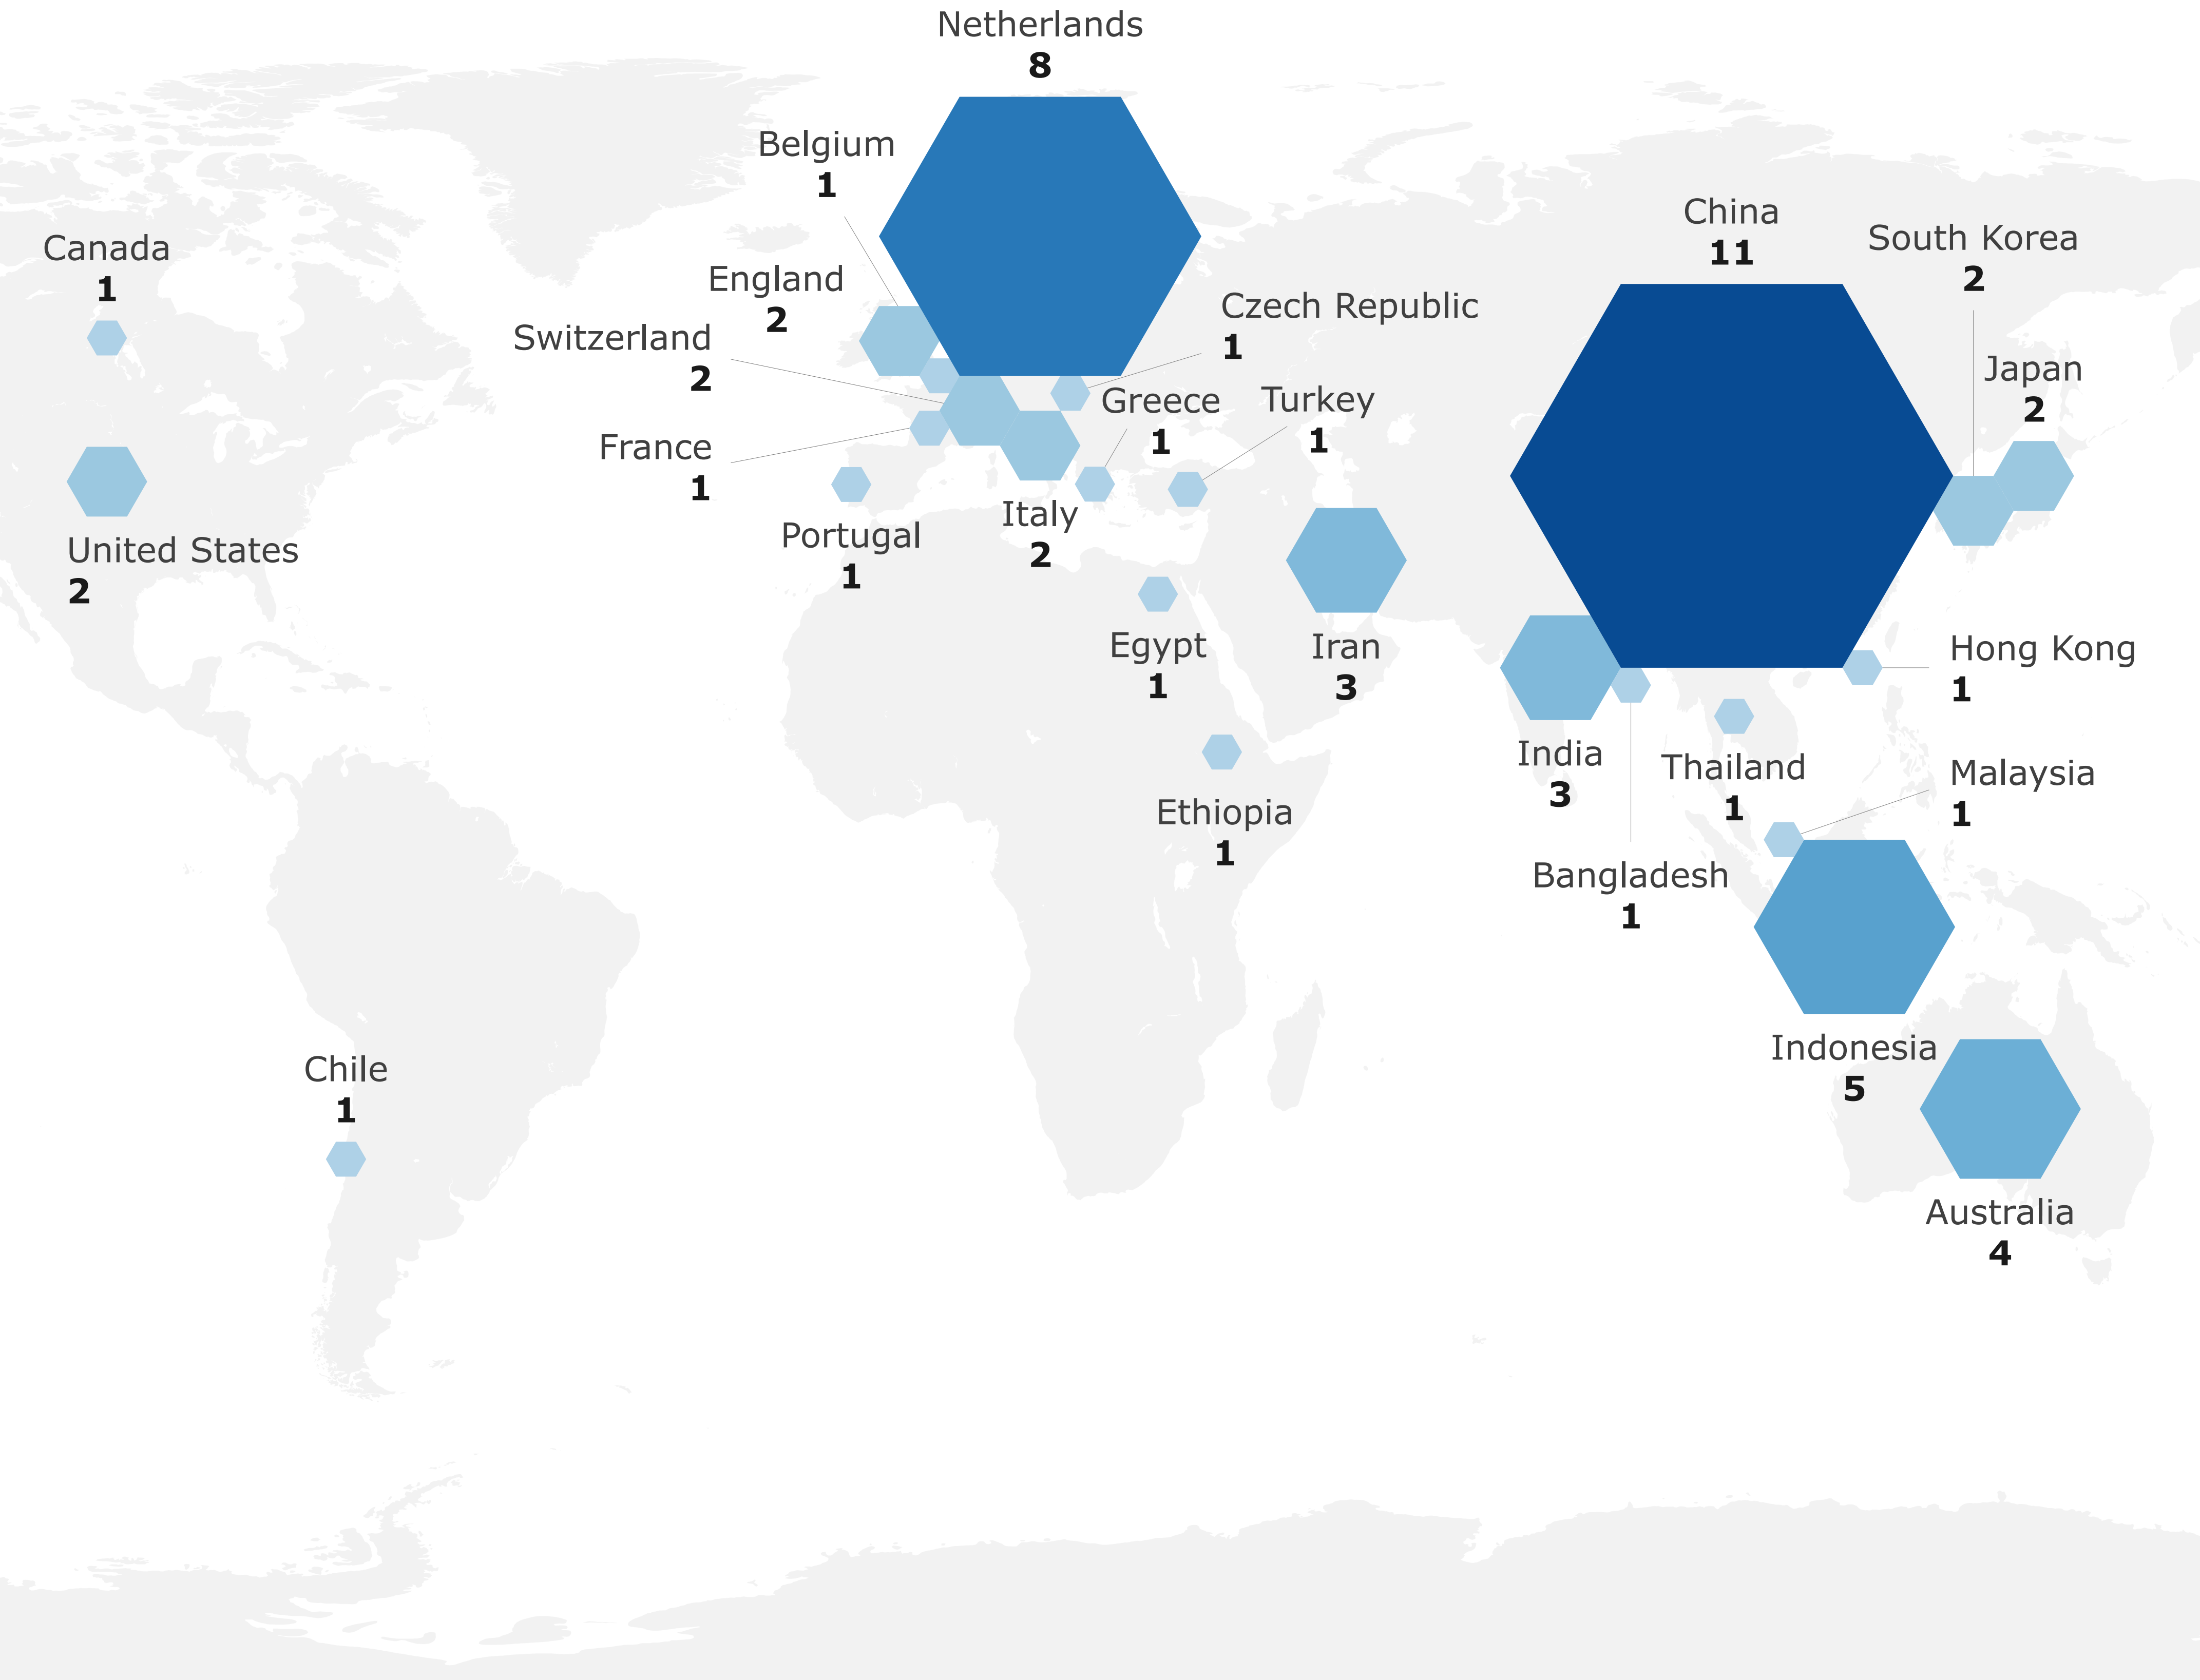 Netherlands
8
Belgium
1
China
11
South Korea
2
Canada
1
England
2
Czech Republic
1
Switzerland
2
Japan
2
Greece
1
Turkey
1
France
1
United States
2
Portugal
1
Italy
2
Egypt
1
Iran
3
Hong Kong
1
India
3
Thailand
1
Malaysia
1
Ethiopia
1
Bangladesh
1
Indonesia
5
Chile
1
Australia
4